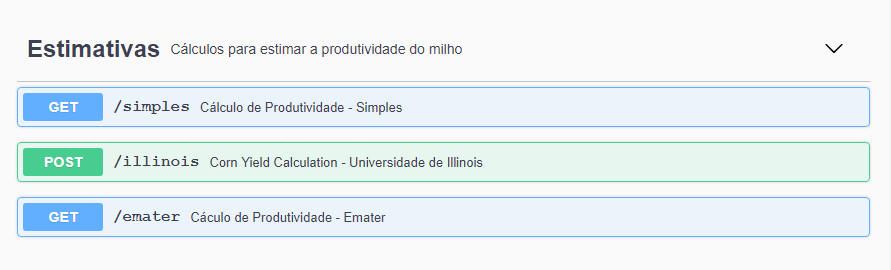 Estimativas Cálculos para estimar a produtividade do milho
GET /simples Cálculo de Produtividade - Simples
POST /illinois Corn Yield Calculation - Universidade de Illinois
GET /emater Cáculo de Produtividade - Emater